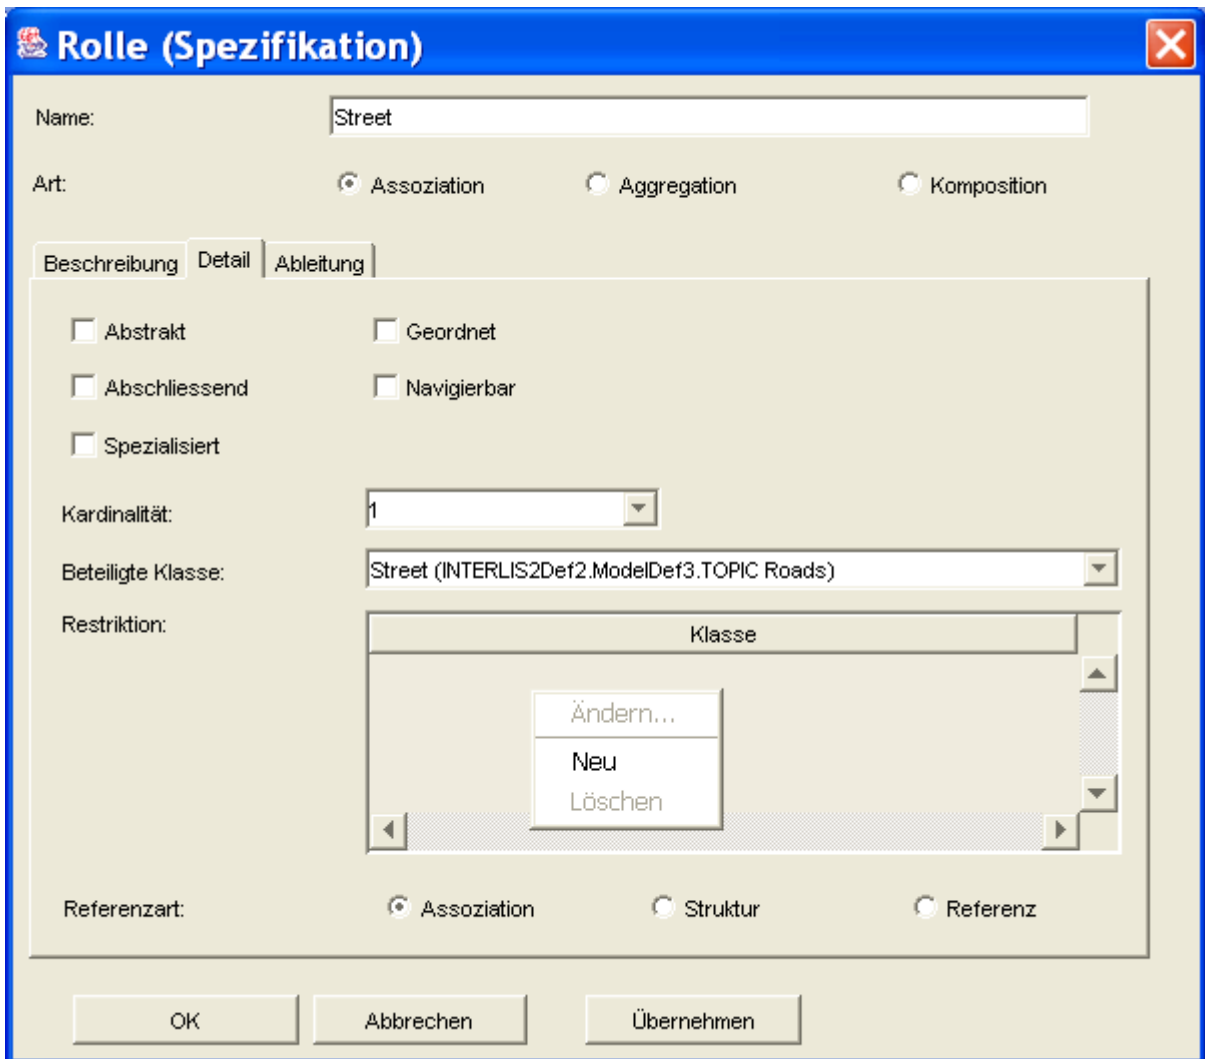 Rolle (Spezifikation)
Name: Street
Art: Assoziation Aggregation Komposition
Beschreibung Detail Ableitung
Abstrakt Geordnet
Abschliessend Navigierbar
Spezialisiert
Kardinalität: 1
Beteiligte Klasse: Street (INTERLIS2Def2.ModelDef3.TOPIC Roads)
Restriktion: Klasse
Ändern...
Neu
Löschen
Referenzart: Assoziation Struktur Referenz
OK Abbrechen Übernehmen